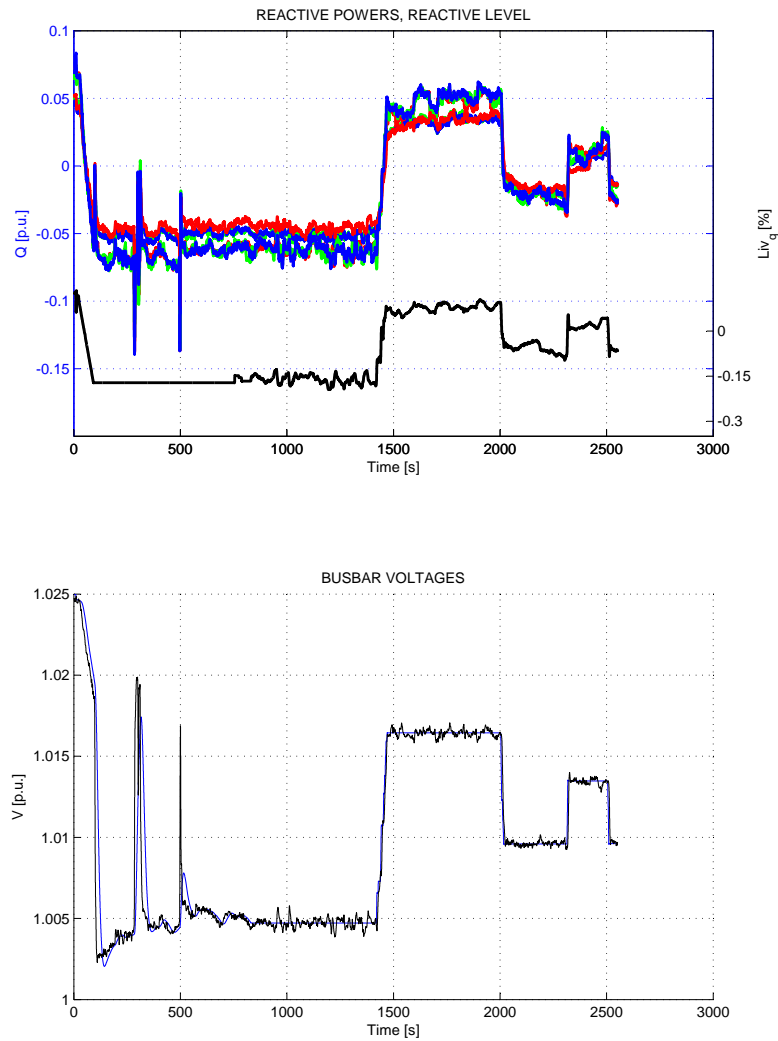 REACTIVE POWERS, REACTIVE LEVEL
0.1
0.05
0
-0.05
-0.1
-0.15
Q [p.u.]
0
-0.15
-0.3
Liv_q [%]
0 500 1000 1500 2000 2500 3000
Time [s]
BUSBAR VOLTAGES
1.025
1.02
1.015
1.01
1.005
1
V [p.u.]
0 500 1000 1500 2000 2500 3000
Time [s]